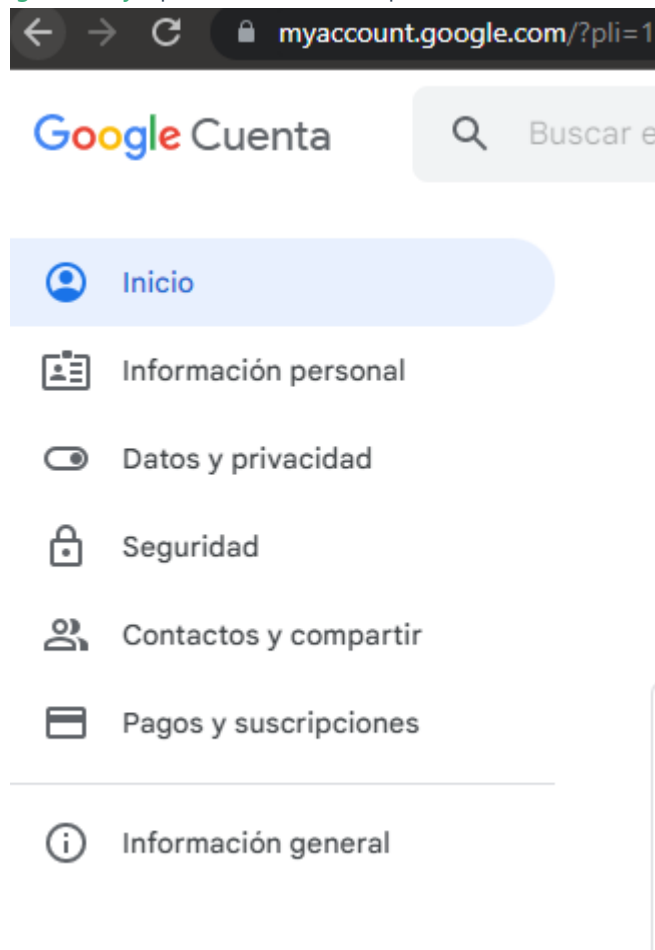 myaccount.google.com/?pli=1
Google Cuenta
Buscar e
Inicio
Información personal
Datos y privacidad
Seguridad
Contactos y compartir
Pagos y suscripciones
Información general